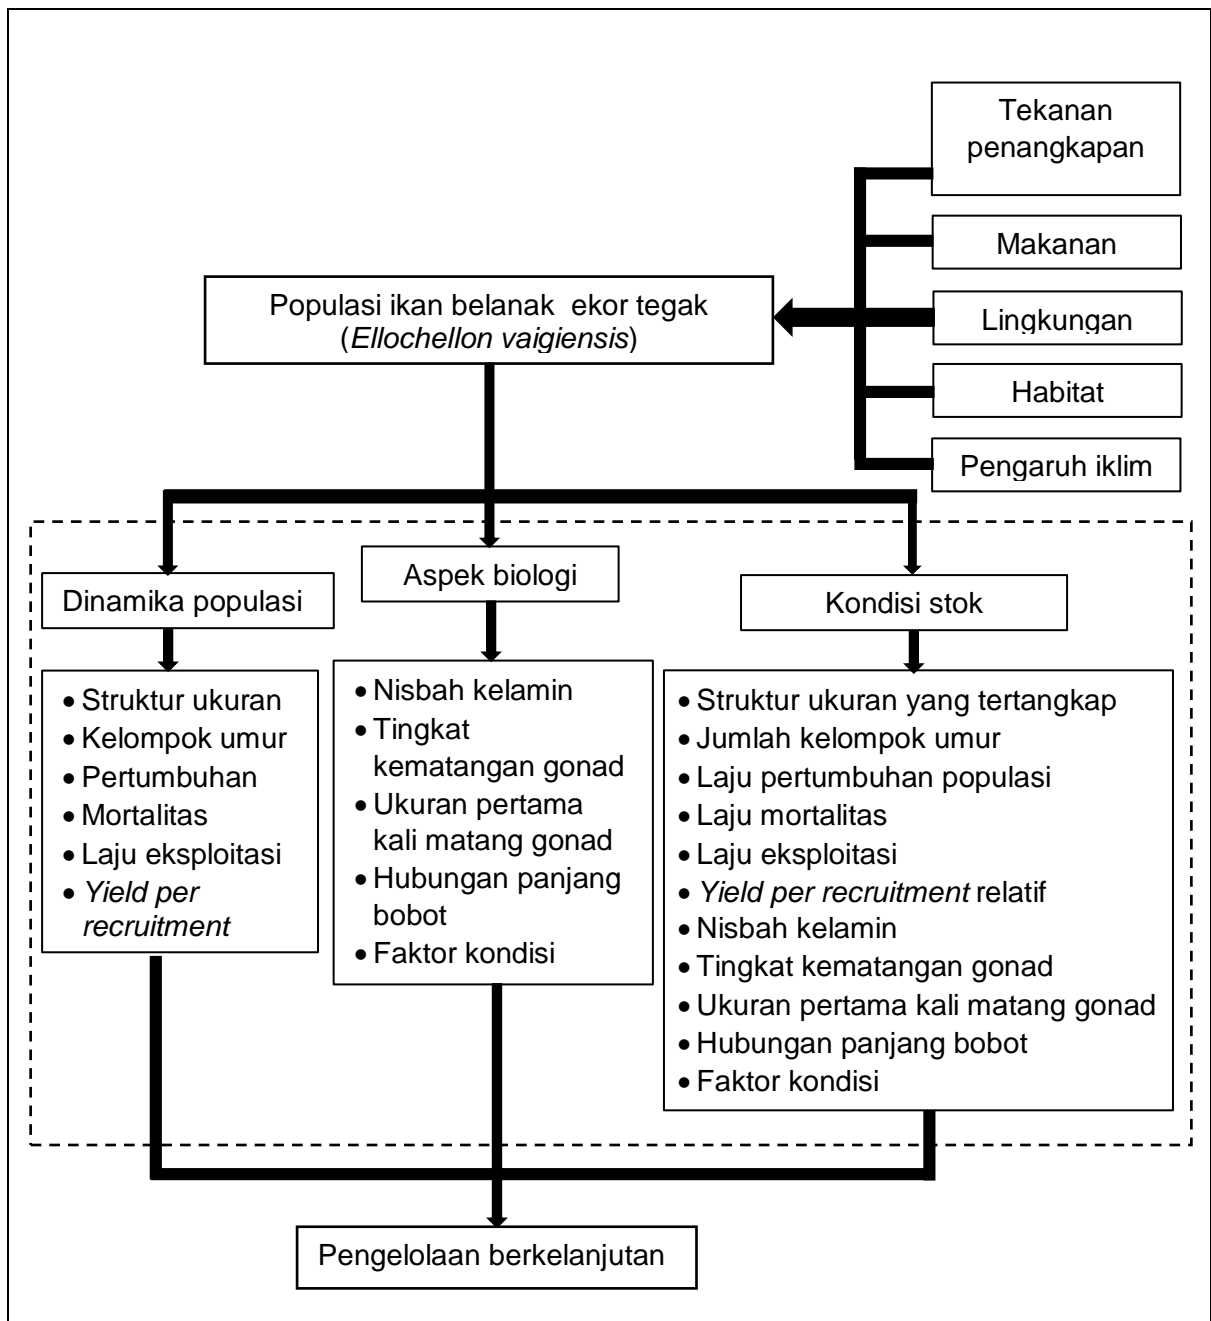 Tekanan
penangkapan
Makanan
Populasi ikan belanak ekor tegak
(Ellochellon vaigiensis)
Lingkungan
Habitat
Pengaruh iklim
Dinamika populasi
Aspek biologi
Kondisi stok
• Struktur ukuran
• Kelompok umur
• Pertumbuhan
• Mortalitas
• Laju eksploitasi
• Yield per
recruitment
• Nisbah kelamin
• Tingkat
kematangan gonad
• Ukuran pertama
kali matang gonad
• Hubungan panjang
bobot
• Faktor kondisi
• Struktur ukuran yang tertangkap
• Jumlah kelompok umur
• Laju pertumbuhan populasi
• Laju mortalitas
• Laju eksploitasi
• Yield per recruitment relatif
• Nisbah kelamin
• Tingkat kematangan gonad
• Ukuran pertama kali matang gonad
• Hubungan panjang bobot
• Faktor kondisi
Pengelolaan berkelanjutan